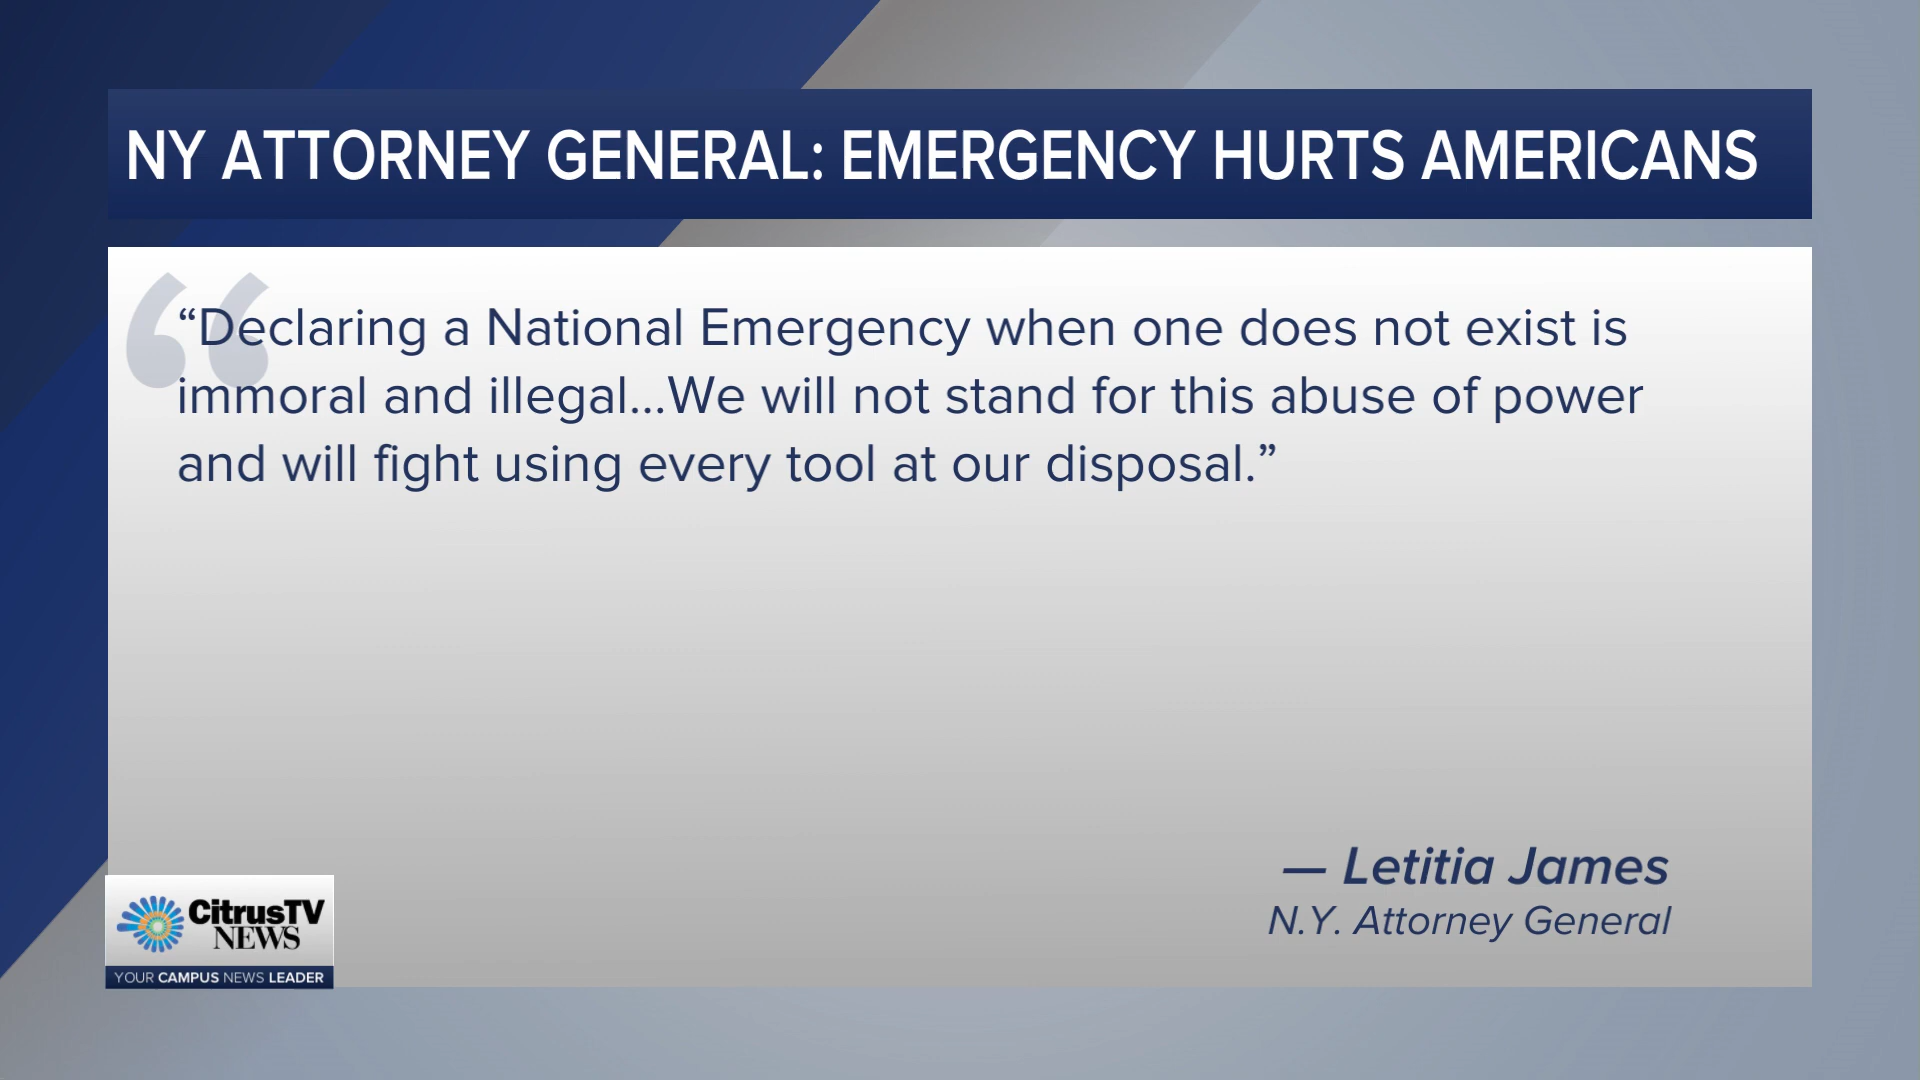 NY ATTORNEY GENERAL: EMERGENCY HURTS AMERICANS
“Declaring a National Emergency when one does not exist is
immoral and illegal...We will not stand for this abuse of power
and will fight using every tool at our disposal.”
— Letitia James
N.Y. Attorney General
CitrusTV
NEWS
YOUR CAMPUS NEWS LEADER